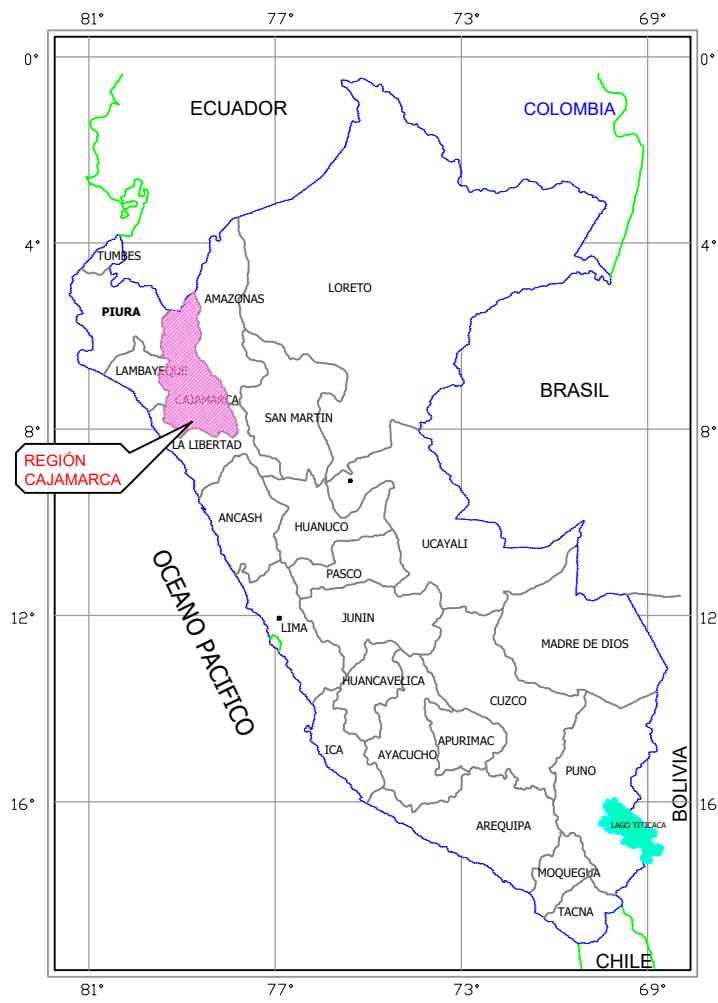 81°
77°
73°
69°
0°
0°
ECUADOR
COLOMBIA
4°
4°
TUMBES
LORETO
AMAZONAS
PIURA
LAMBAYEQUE
BRASIL
CAJAMARCA
SAN MARTIN
8°
8°
LA LIBERTAD
REGIÓN
CAJAMARCA
ANCASH
HUANUCO
UCAYALI
PASCO
OCEANO PACIFICO
12°
12°
JUNIN
LIMA
MADRE DE DIOS
HUANCAVELICA
CUZCO
ICA
AYACUCHO
APURIMAC
PUNO
BOLIVIA
16°
16°
AREQUIPA
LAGO TITICACA
MOQUEGUA
TACNA
CHILE
81°
77°
73°
69°